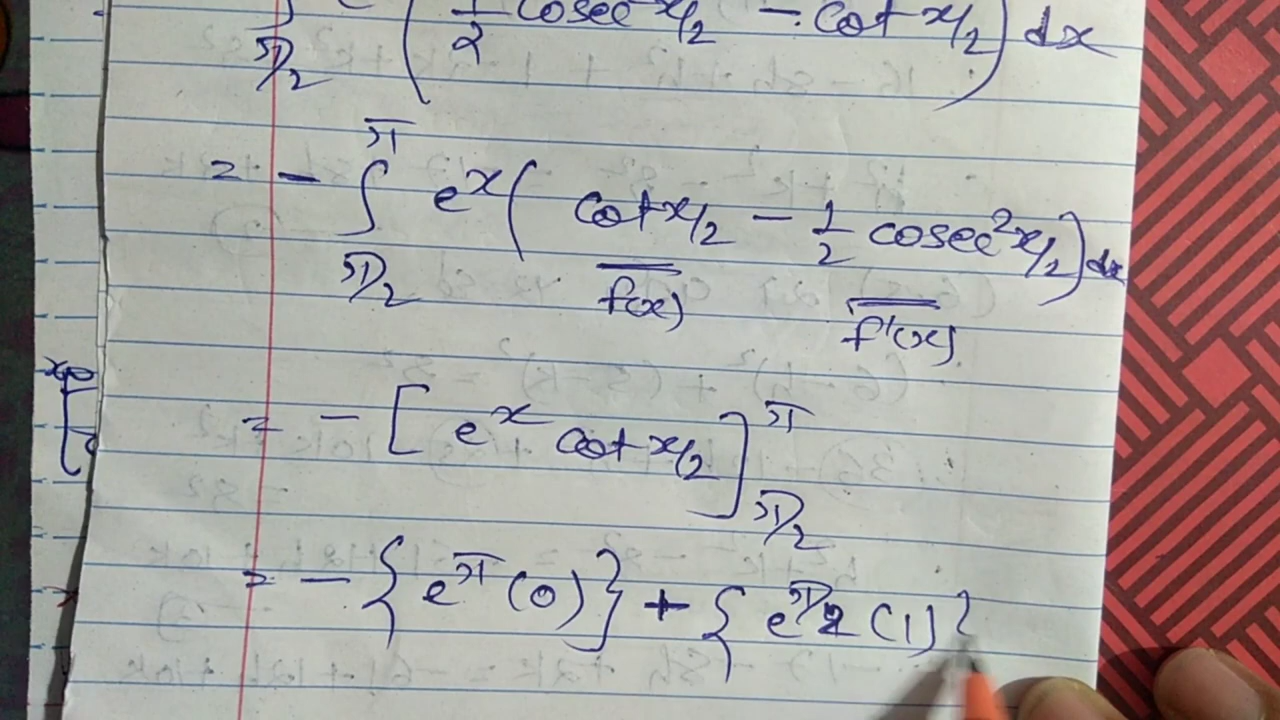 ∫π/2 e ( 1/2 cosec² x/2 - cot x/2 ) dx
= - ∫π/2^π e^x ( cot x/2 - 1/2 cosec² x/2 ) dx
f(x) f'(x)
= - [ e^x cot x/2 ]π/2^π
= - { e^π (0) } + { e^π/2 (1) }